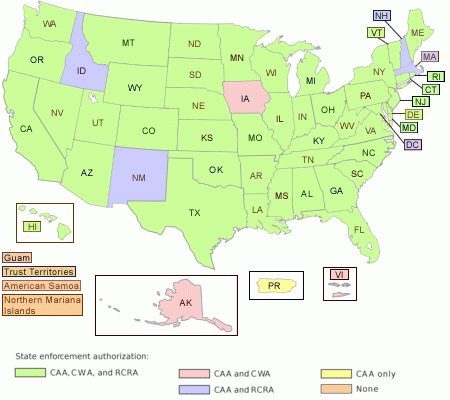 WA
MT
ND
MN
NH
VT
ME
OR
ID
SD
WI
MI
NY
MA
RI
CT
WY
IA
PA
NJ
NE
NV
UT
CO
IL
IN
OH
WV
DE
MD
VA
DC
CA
KS
MO
KY
AZ
NM
OK
AR
TN
NC
SC
TX
LA
MS
AL
GA
FL
HI
Guam
Trust Territories
American Samoa
Northern Mariana
Islands
AK
PR
VI
State enforcement authorization:
CAA, CWA, and RCRA
CAA and CWA
CAA only
CAA and RCRA
None